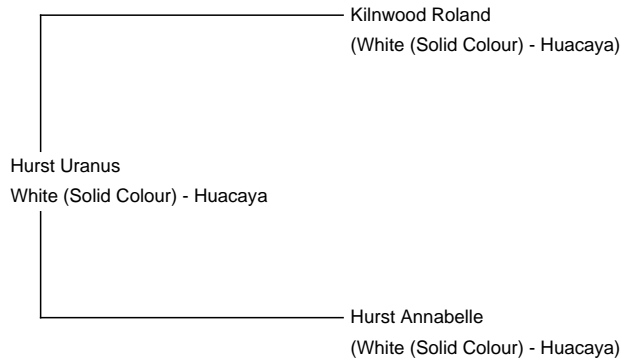 Kilnwood Roland
(White (Solid Colour) - Huacaya)
Hurst Uranus
White (Solid Colour) - Huacaya
Hurst Annabelle
(White (Solid Colour) - Huacaya)